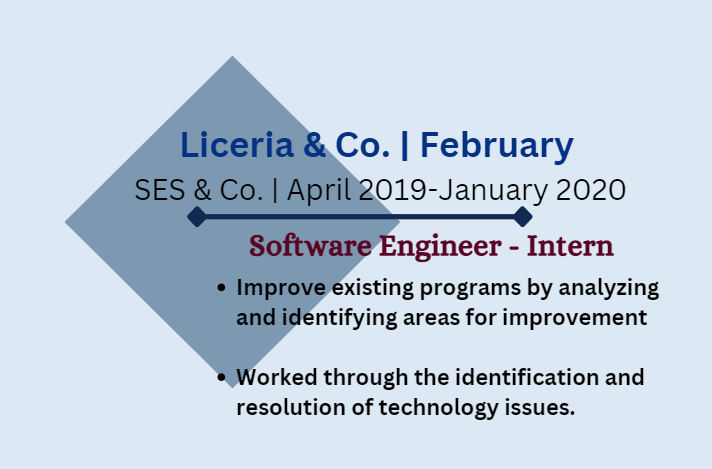 Liceria & Co. | February
SES & Co. | April 2019-January 2020
Software Engineer - Intern
• Improve existing programs by analyzing
and identifying areas for improvement
• Worked through the identification and
resolution of technology issues.